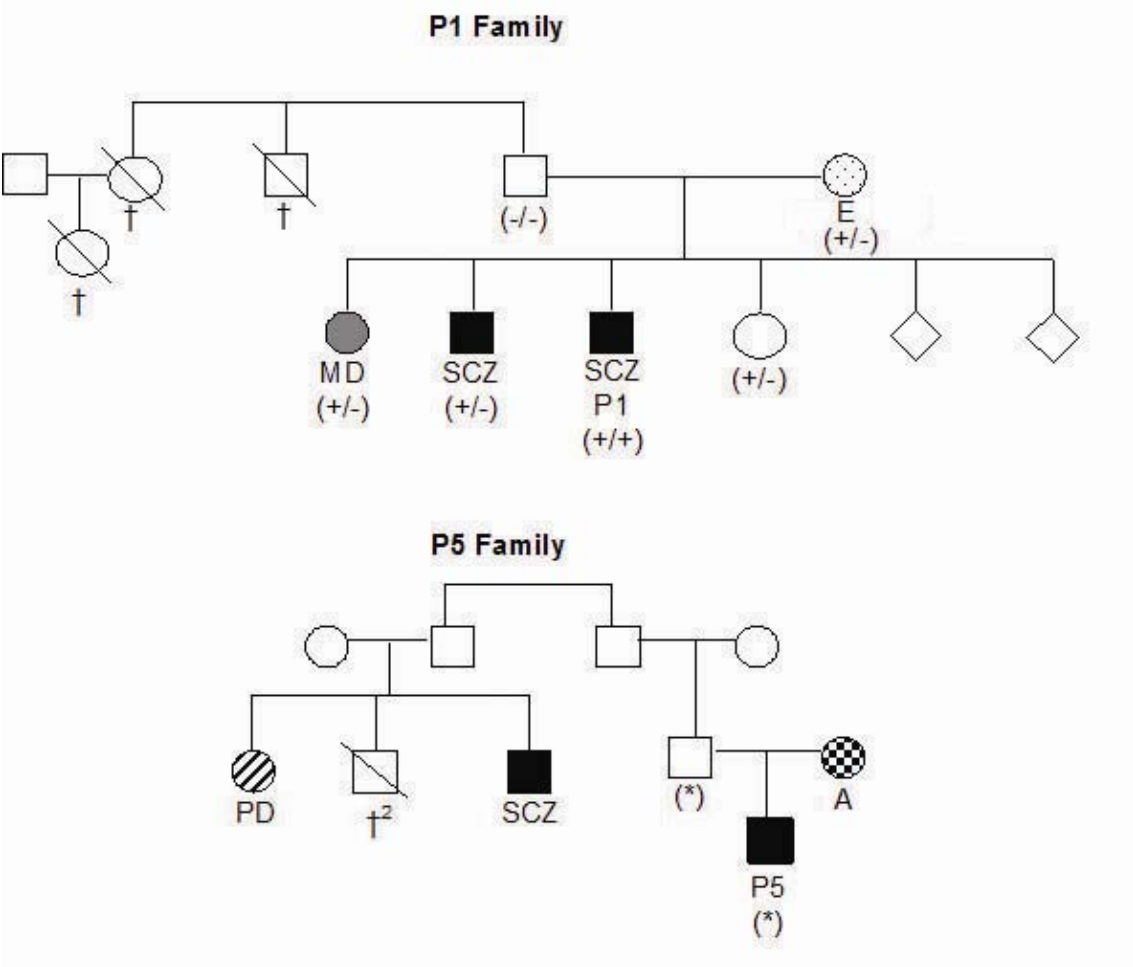 P1 Family
†
†
(-/-)
E
(+/-)
†
MD
SCZ
SCZ
(+/-)
(+/-)
P1
(+/+)
(+/-)
P5 Family
PD
†²
SCZ
(*)
A
P5
(*)